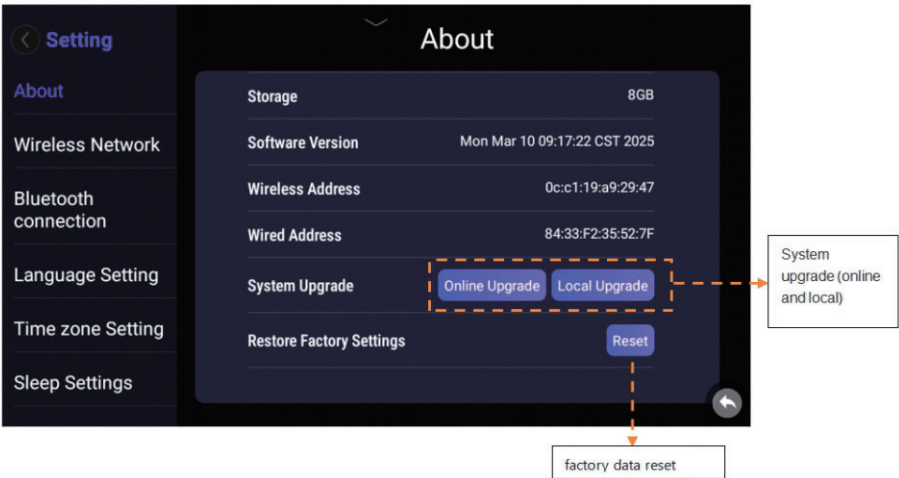 Setting
About
About
Wireless Network
Bluetooth
connection
Language Setting
Time zone Setting
Sleep Settings
Storage 8GB
Software Version Mon Mar 10 09:17:22 CST 2025
Wireless Address 0c:c1:19:a9:29:47
Wired Address 84:33:F2:35:52:7F
System Upgrade Online Upgrade Local Upgrade
Restore Factory Settings Reset
System
upgrade (online
and local)
factory data reset